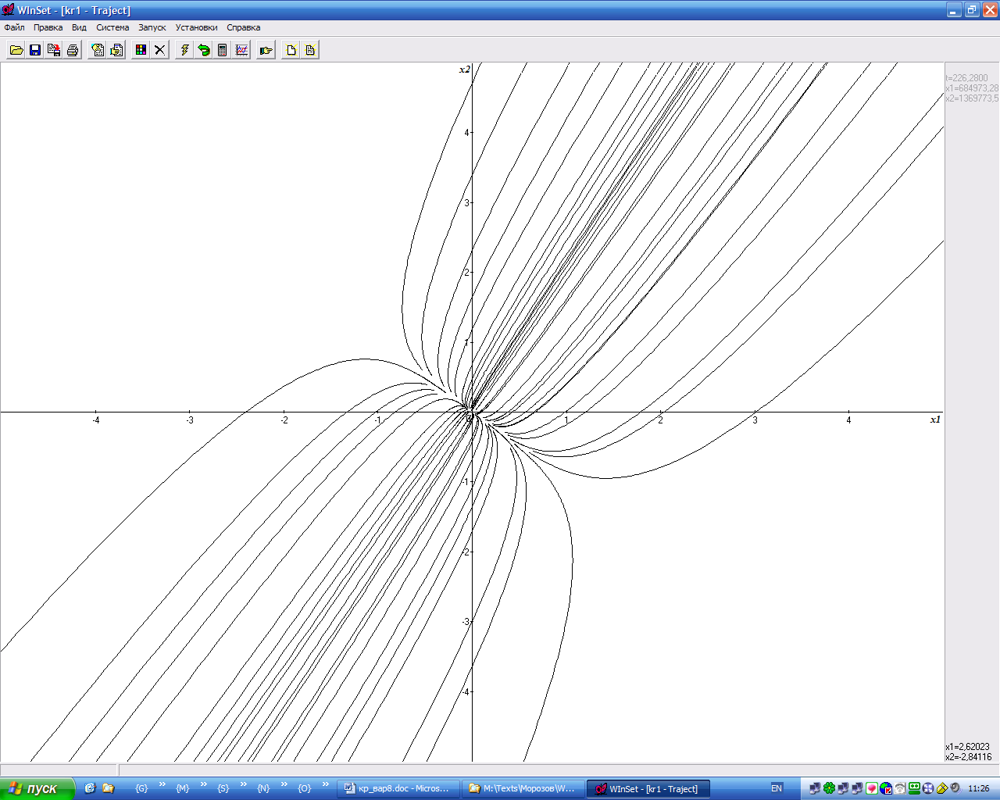 WInSet - [kr1 - Traject]
Файл Правка Вид Система Запуск Установки Справка
x2
t=226,2800
x1=684973,28
x2=1369773,5
4
3
2
1
-4 -3 -2 -1 0 1 2 3 4 x1
-1
-2
-3
-4
x1=2,62023
x2=-2,84116
пуск {G} » {M} » {S} » {N} » {O} » кр_вар8.doc - Micros... M:\Texts\Морозов\W... WInSet - [kr1 - Traject] EN 11:26